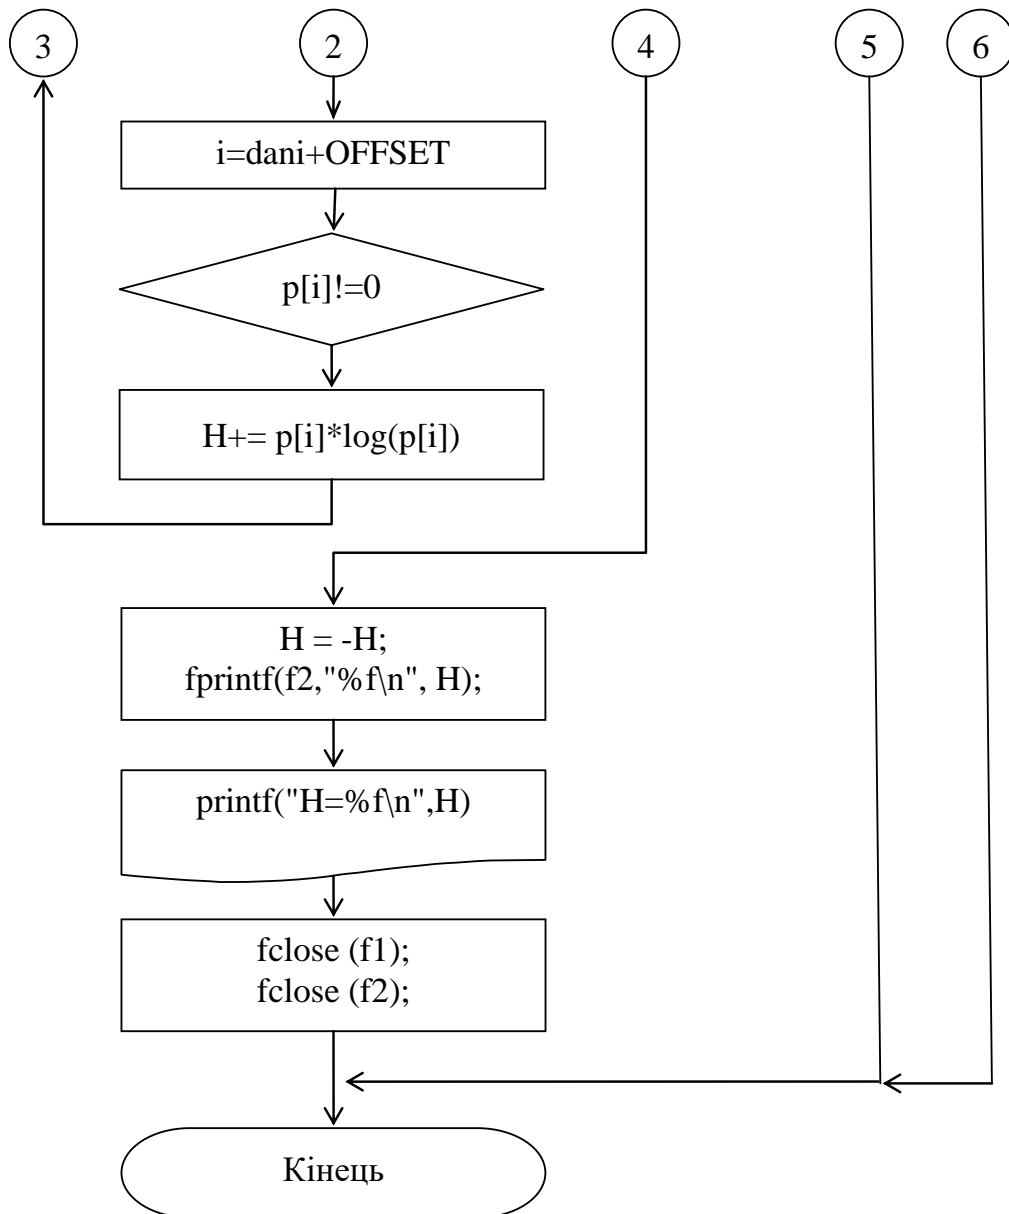 3
2
4
5
6
i=dani+OFFSET
p[i]!=0
H+= p[i]*log(p[i])
H = -H;
fprintf(f2,"%f\n", H);
printf("H=%f\n",H)
fclose (f1);
fclose (f2);
Кінець